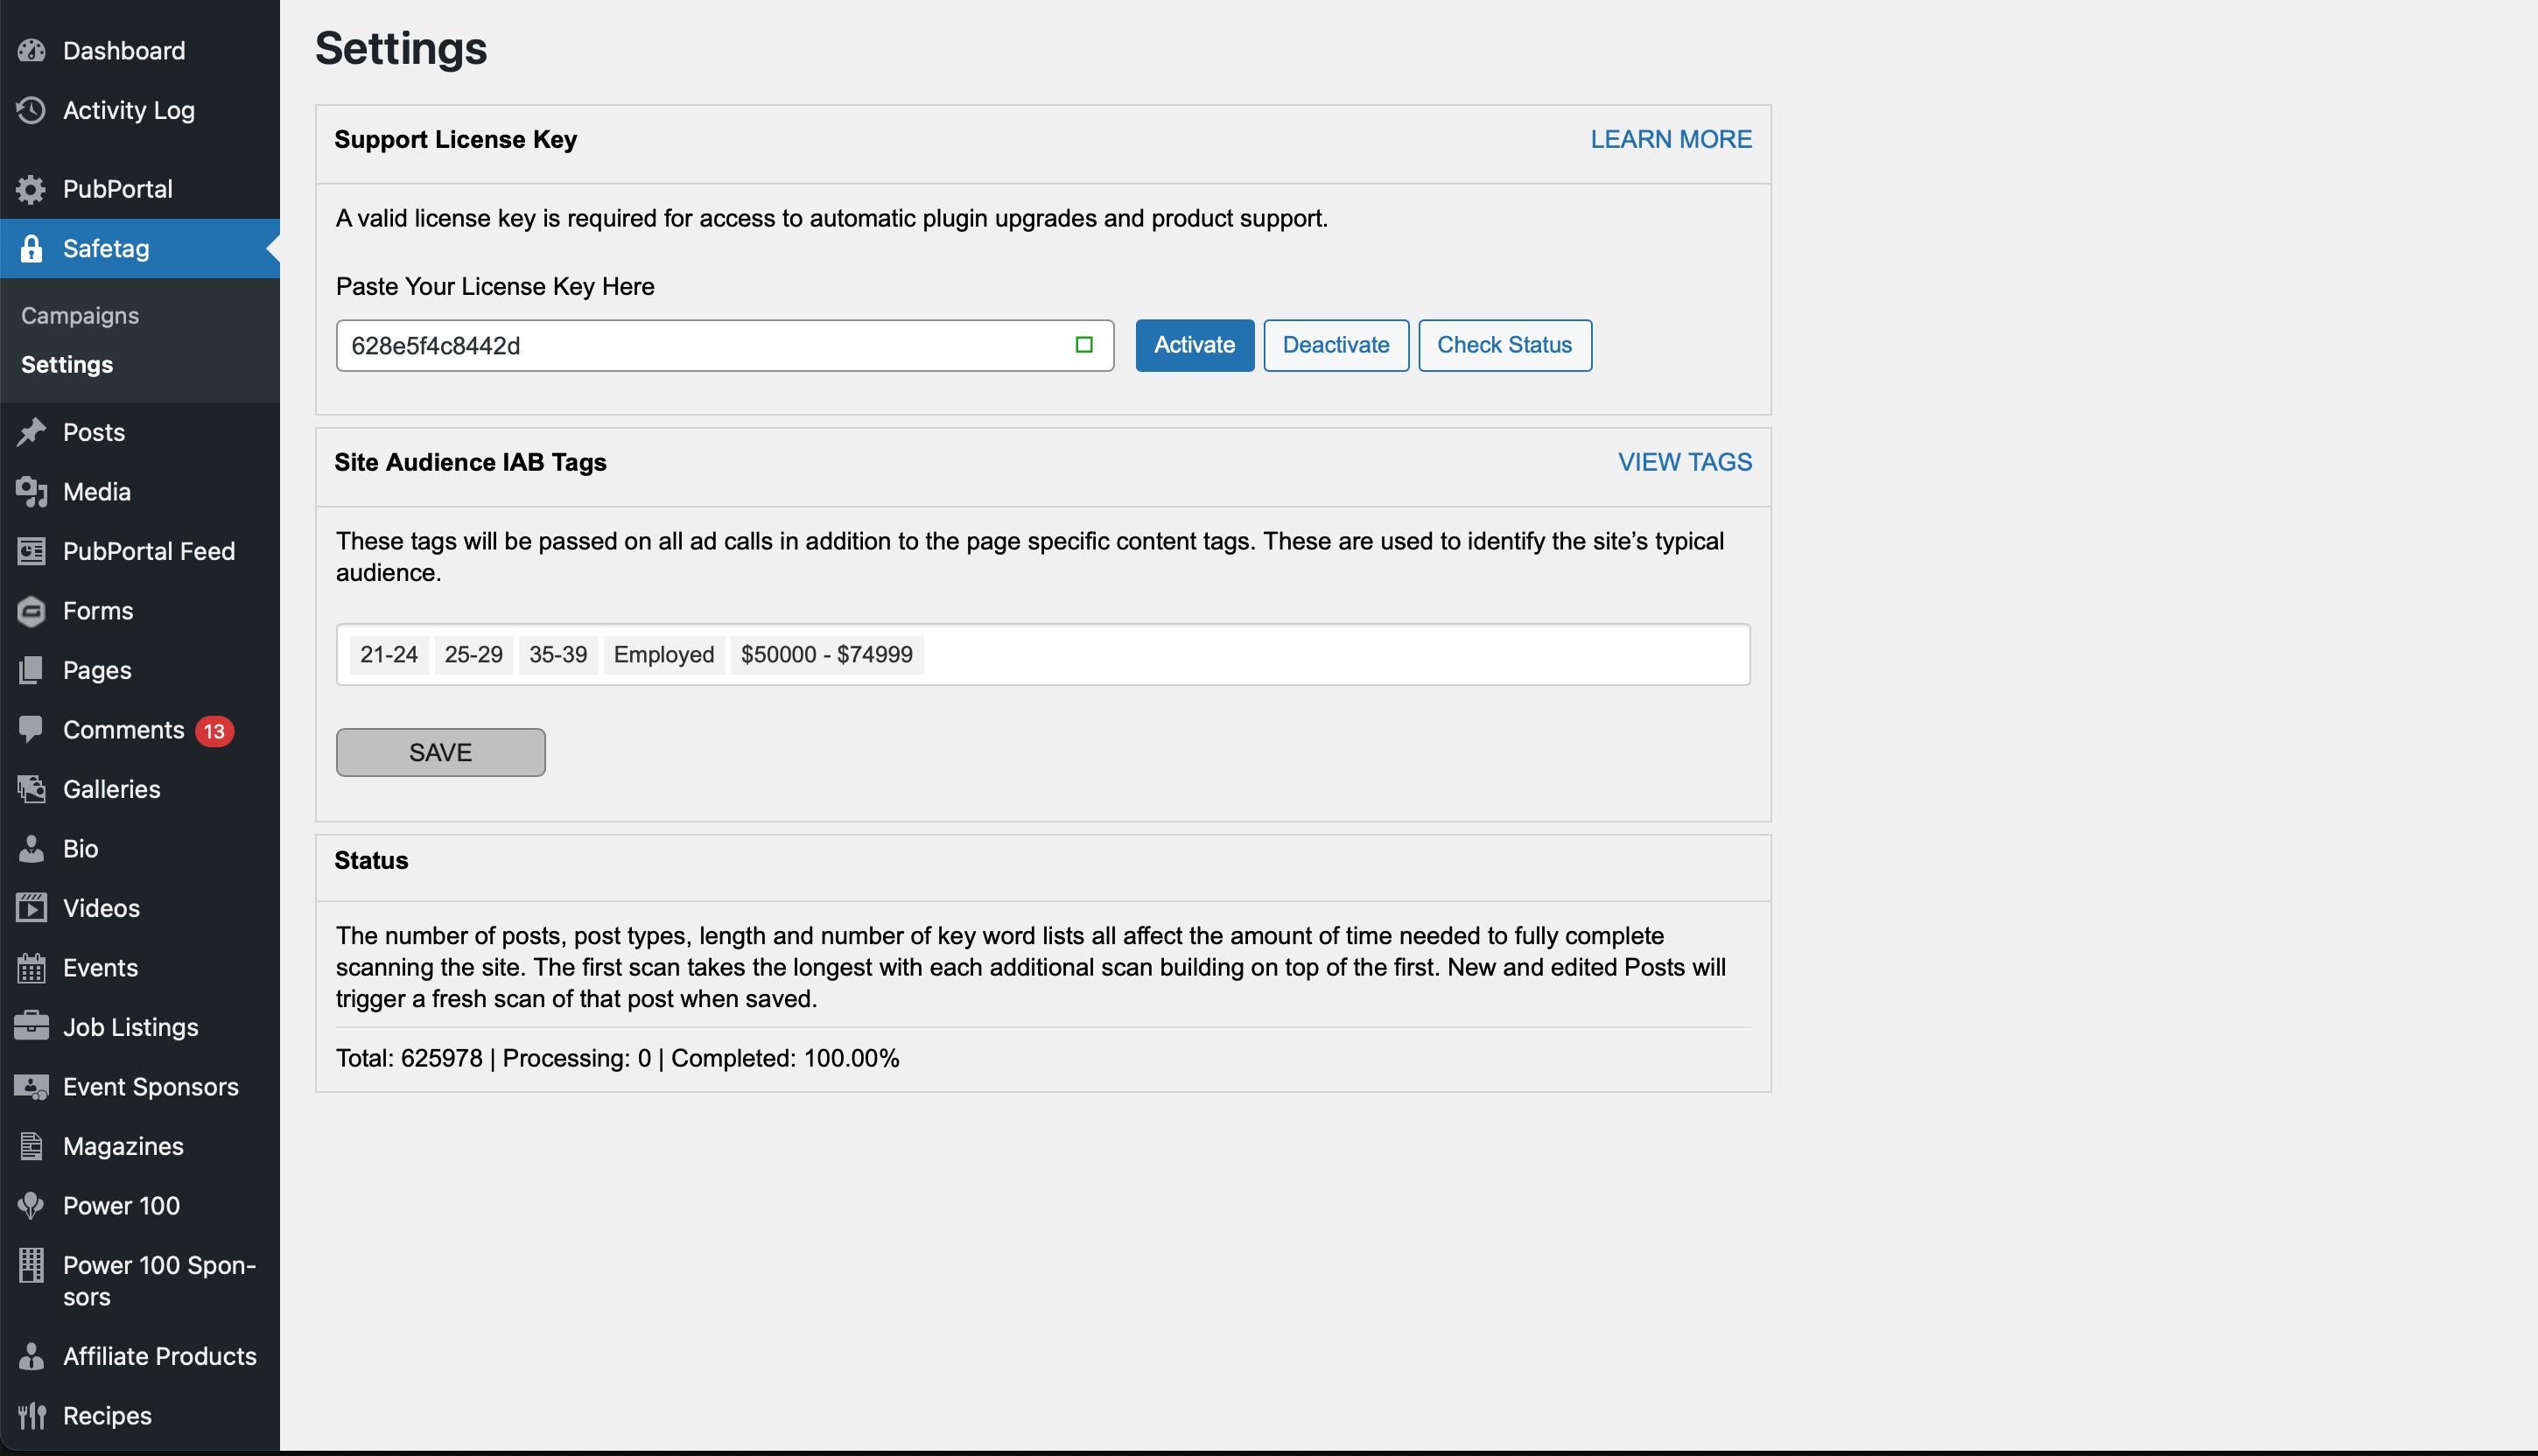 Dashboard
Activity Log
PubPortal
Safetag
Campaigns
Settings
Posts
Media
PubPortal Feed
Forms
Pages
Comments 13
Galleries
Bio
Videos
Events
Job Listings
Event Sponsors
Magazines
Power 100
Power 100 Spon-
sors
Affiliate Products
Recipes
Settings
Support License Key LEARN MORE
A valid license key is required for access to automatic plugin upgrades and product support.
Paste Your License Key Here
628e5f4c8442d Activate Deactivate Check Status
Site Audience IAB Tags VIEW TAGS
These tags will be passed on all ad calls in addition to the page specific content tags. These are used to identify the site’s typical
audience.
21-24 25-29 35-39 Employed $50000 - $74999
SAVE
Status
The number of posts, post types, length and number of key word lists all affect the amount of time needed to fully complete
scanning the site. The first scan takes the longest with each additional scan building on top of the first. New and edited Posts will
trigger a fresh scan of that post when saved.
Total: 625978 | Processing: 0 | Completed: 100.00%